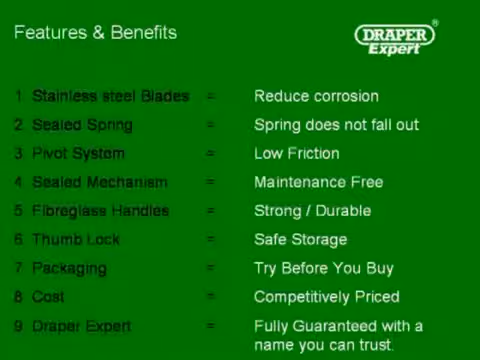 Features & Benefits
DRAPER®
Expert
1 Stainless steel Blades = Reduce corrosion
2 Sealed Spring = Spring does not fall out
3 Pivot System = Low Friction
4 Sealed Mechanism = Maintenance Free
5 Fibreglass Handles = Strong / Durable
6 Thumb Lock = Safe Storage
7 Packaging = Try Before You Buy
8 Cost = Competitively Priced
9 Draper Expert = Fully Guaranteed with a
name you can trust.